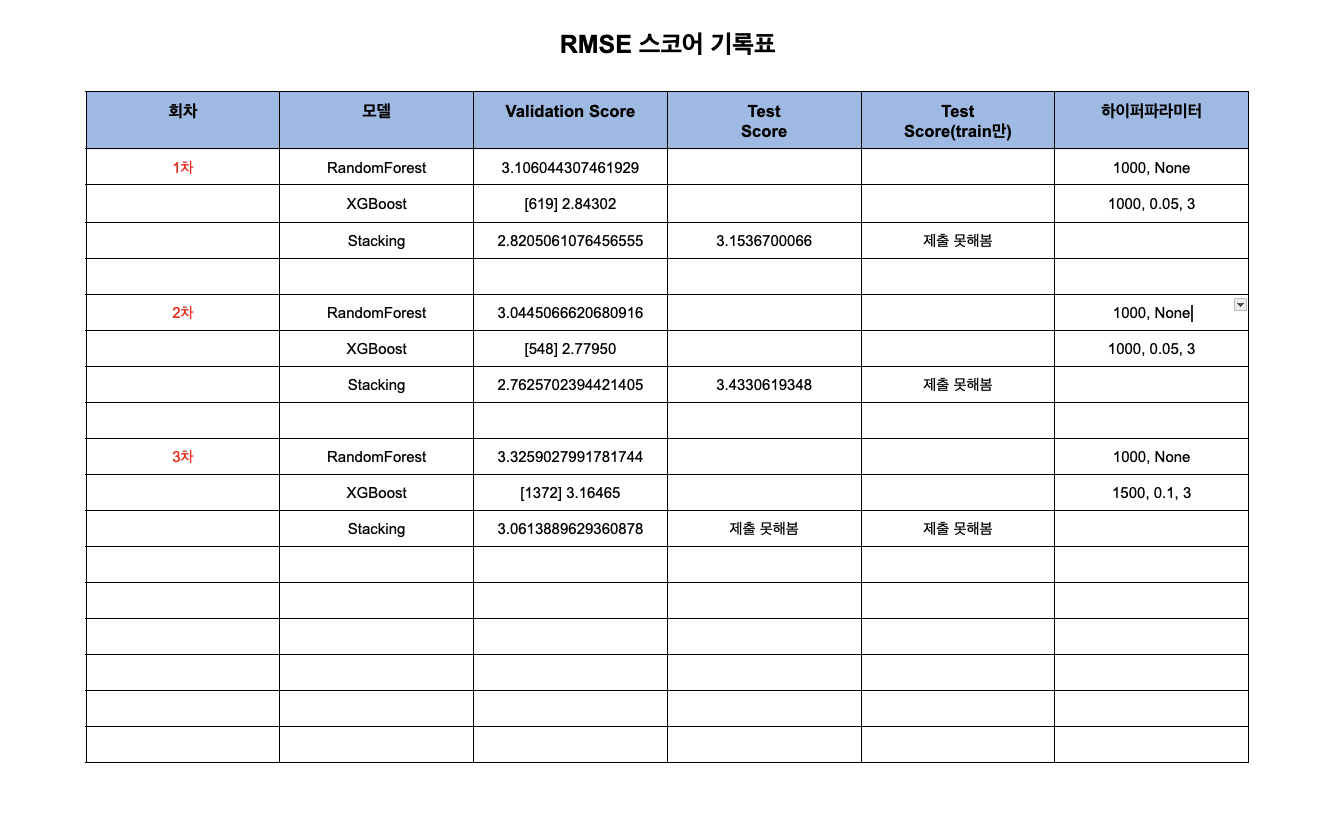 RMSE 스코어 기록표
회차 모델 Validation Score Test Score Test Score(train만) 하이퍼파라미터
1차 RandomForest 3.106044307461929 1000, None
XGBoost [619] 2.84302 1000, 0.05, 3
Stacking 2.8205061076456555 3.1536700066 제출 못해봄
2차 RandomForest 3.0445066620680916 1000, None
XGBoost [548] 2.77950 1000, 0.05, 3
Stacking 2.7625702394421405 3.4330619348 제출 못해봄
3차 RandomForest 3.3259027991781744 1000, None
XGBoost [1372] 3.16465 1500, 0.1, 3
Stacking 3.0613889629360878 제출 못해봄 제출 못해봄